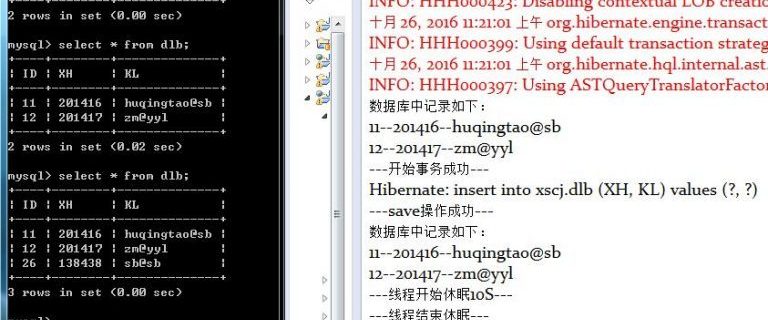 2 rows in set (0.00 sec)
mysql> select * from dlb;
+----+--------+--------------+
| ID | XH | KL |
+----+--------+--------------+
| 11 | 201416 | huqingtao@sb |
| 12 | 201417 | zm@yyl |
+----+--------+--------------+
2 rows in set (0.02 sec)
mysql> select * from dlb;
+----+--------+--------------+
| ID | XH | KL |
+----+--------+--------------+
| 11 | 201416 | huqingtao@sb |
| 12 | 201417 | zm@yyl |
| 26 | 138438 | sb@sb |
+----+--------+--------------+
3 rows in set (0.00 sec)
mysql>
INFO: HHH000423: Disabling contextual LOB creatio
十月 26, 2016 11:21:01 上午 org.hibernate.engine.transact
INFO: HHH000399: Using default transaction strateg
十月 26, 2016 11:21:01 上午 org.hibernate.hql.internal.ast.
INFO: HHH000397: Using ASTQueryTranslatorFactor
数据库中记录如下：
11--201416--huqingtao@sb
12--201417--zm@yyl
---开始事务成功---
Hibernate: insert into xscj.dlb (XH, KL) values (?, ?)
---save操作成功---
数据库中记录如下：
11--201416--huqingtao@sb
12--201417--zm@yyl
---线程开始休眠10S---
---线程结束休眠---